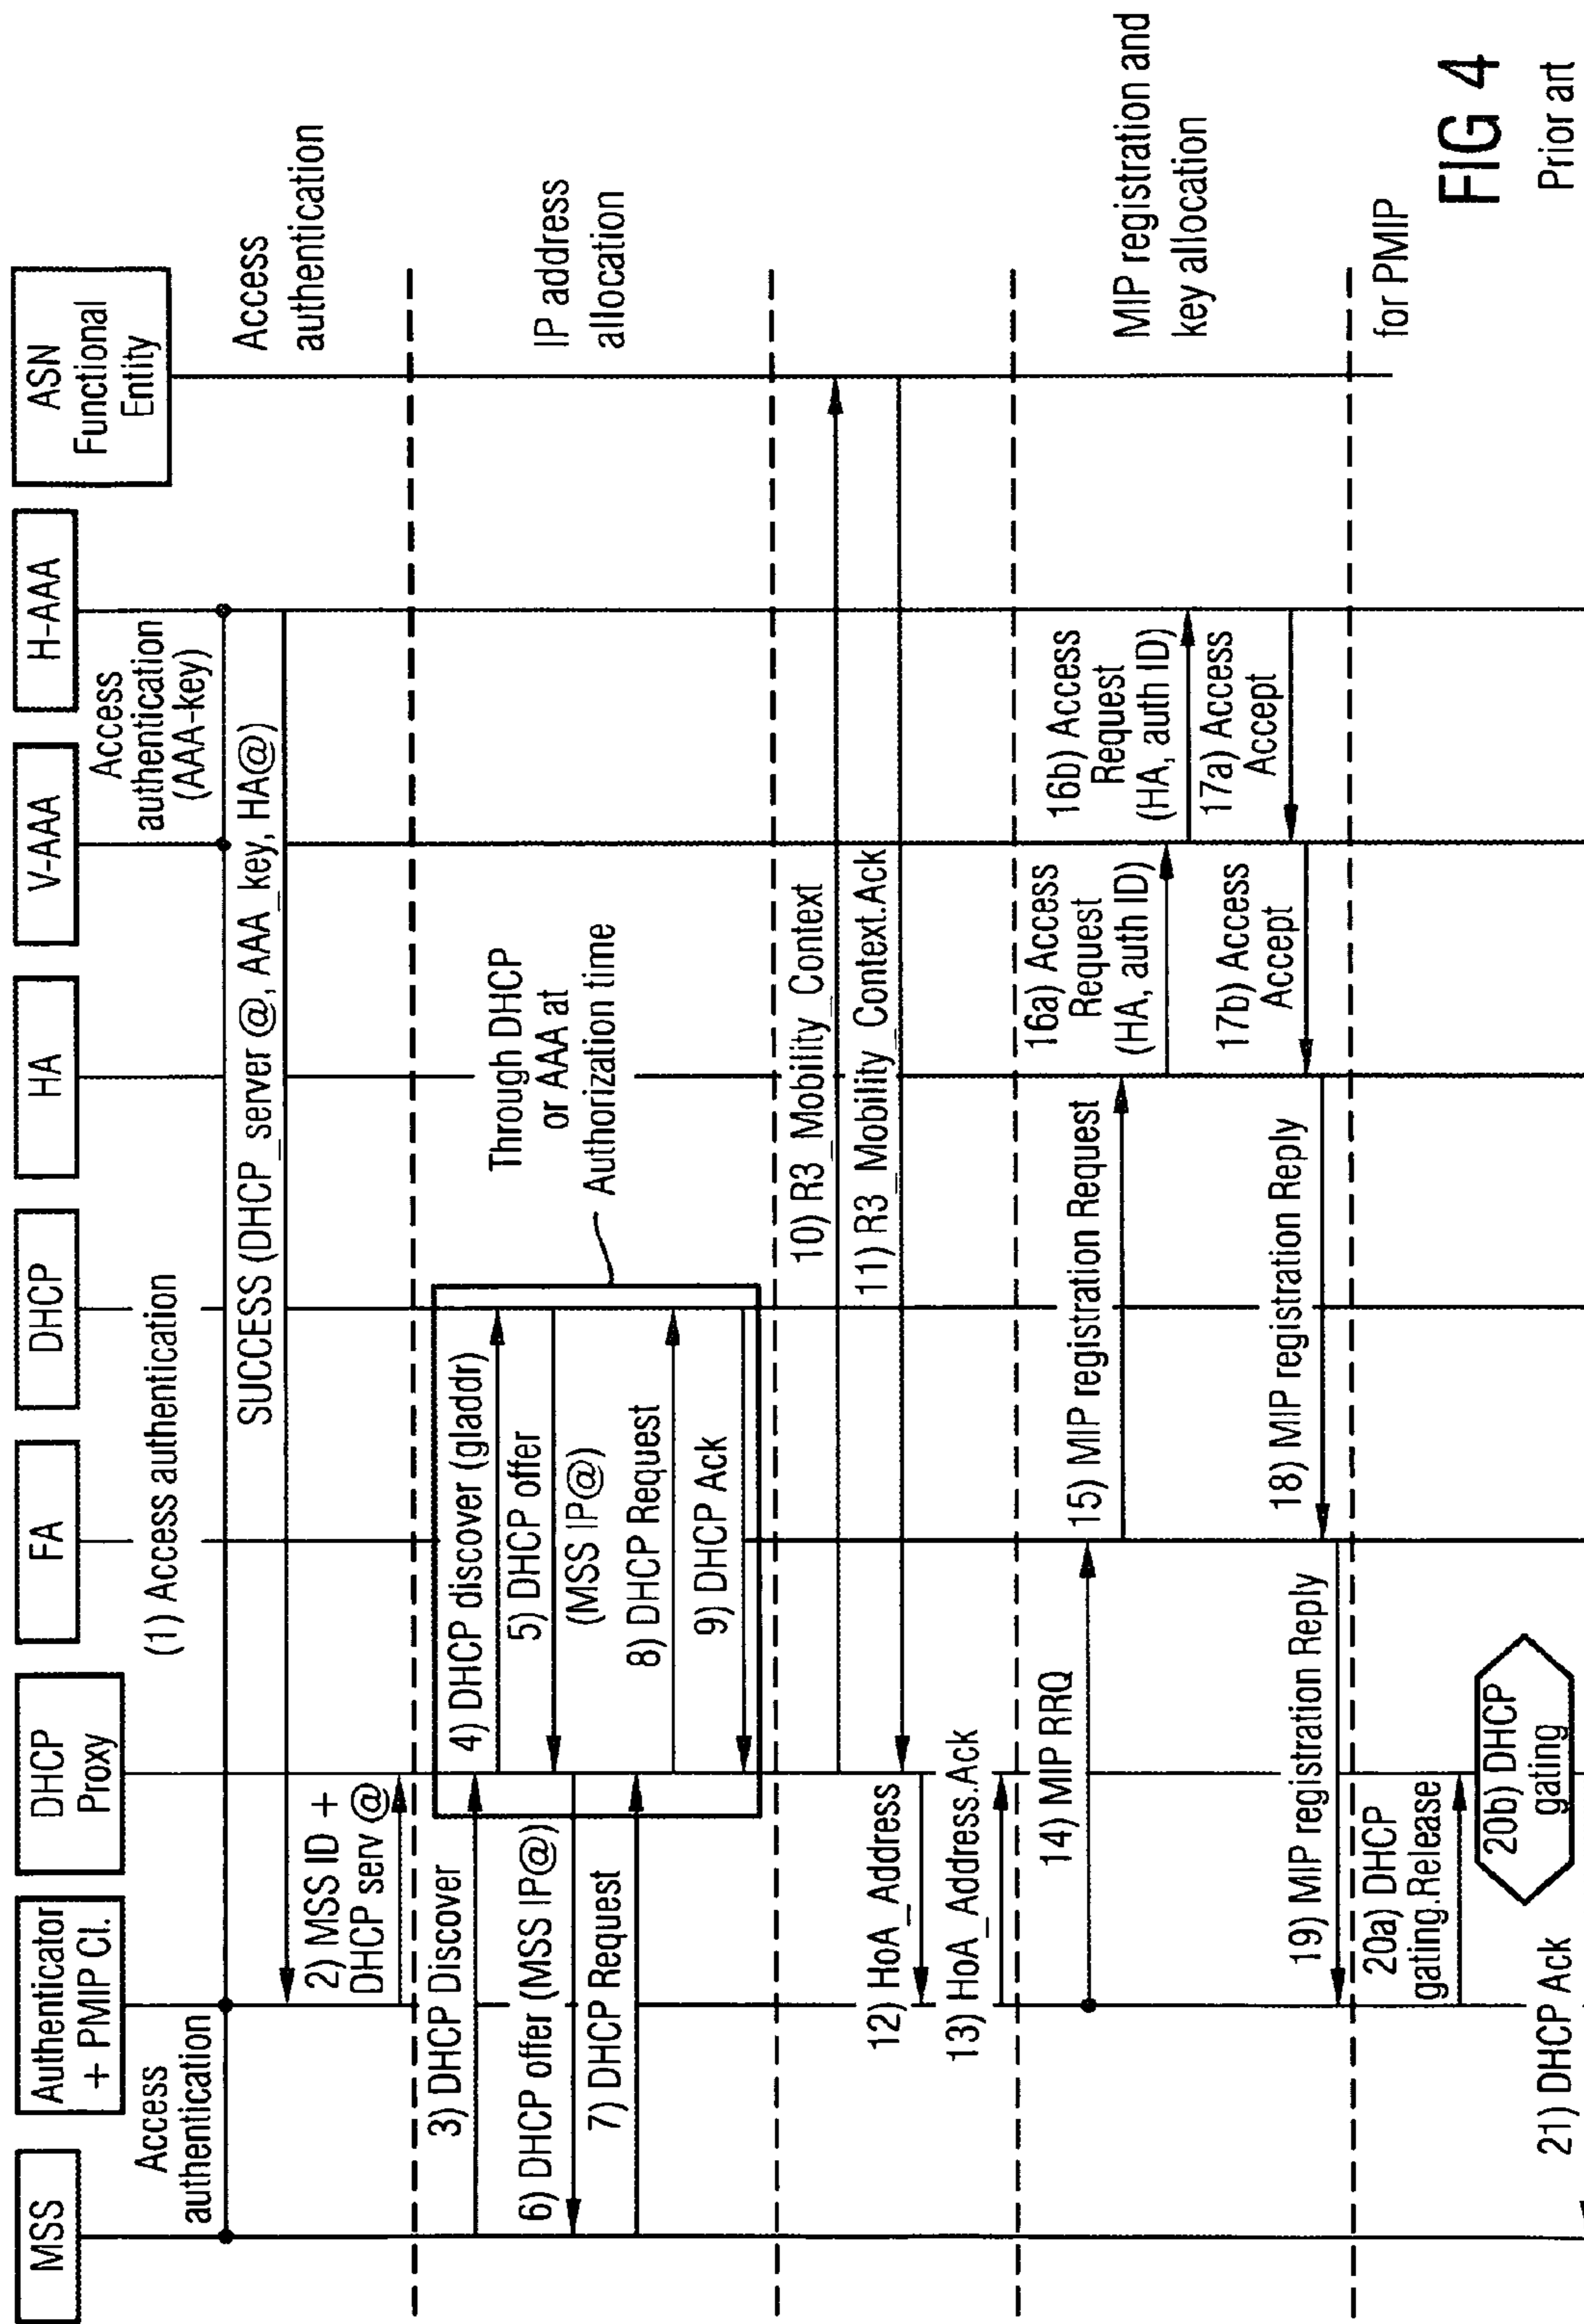 MSS
Authenticator
+ PMIP Cl.
DHCP
Proxy
FA
DHCP
HA
V-AAA
H-AAA
ASN
Functional
Entity
Access
authentication
(1) Access authentication
Access
authentication
(AAA-key)
SUCCESS (DHCP_server @, AAA_key, HA@)
Access
authentication
2) MSS ID +
DHCP serv @
3) DHCP Discover
4) DHCP discover (gladdr)
5) DHCP offer
(MSS IP@)
6) DHCP offer (MSS IP@)
7) DHCP Request
8) DHCP Request
9) DHCP Ack
Through DHCP
or AAA at
Authorization time
IP address
allocation
10) R3_Mobility_Context
11) R3_Mobility_Context.Ack
12) HoA_Address
13) HoA_Address.Ack
14) MIP RRQ
15) MIP registration Request
16a) Access
Request
(HA, auth ID)
16b) Access
Request
(HA, auth ID)
17a) Access
Accept
17b) Access
Accept
18) MIP registration Reply
19) MIP registration Reply
MIP registration and
key allocation
20a) DHCP
gating.Release
20b) DHCP
gating
21) DHCP Ack
for PMIP
FIG 4
Prior art